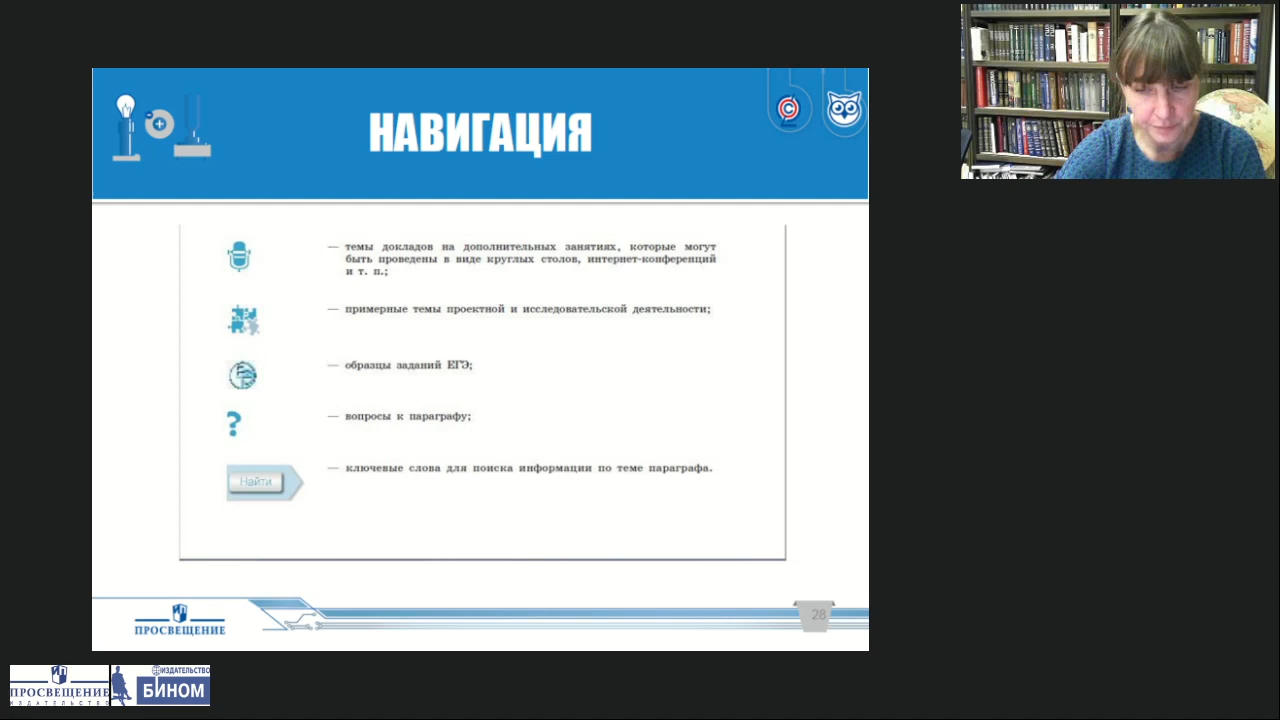 НАВИГАЦИЯ
— темы докладов на дополнительных занятиях, которые могут
быть проведены в виде круглых столов, интернет-конференций
и т. п.;
— примерные темы проектной и исследовательской деятельности;
— образцы заданий ЕГЭ;
? — вопросы к параграфу;
Найти — ключевые слова для поиска информации по теме параграфа.
ПРОСВЕЩЕНИЕ
28
ПРОСВЕЩЕНИЕ
ИЗДАТЕЛЬСТВО
ИЗДАТЕЛЬСТВО
БИНОМ